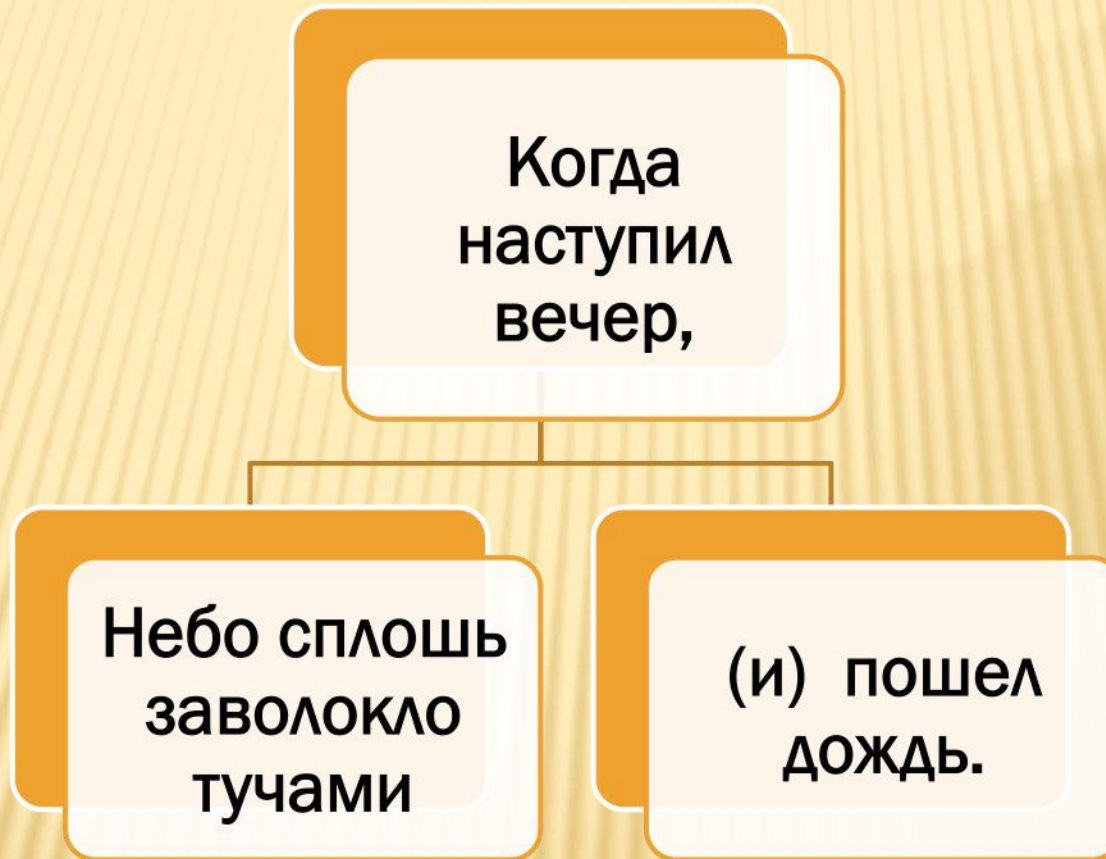 Когда
наступил
вечер,
Небо сплошь
заволокло
тучами
(и) пошел
дождь.